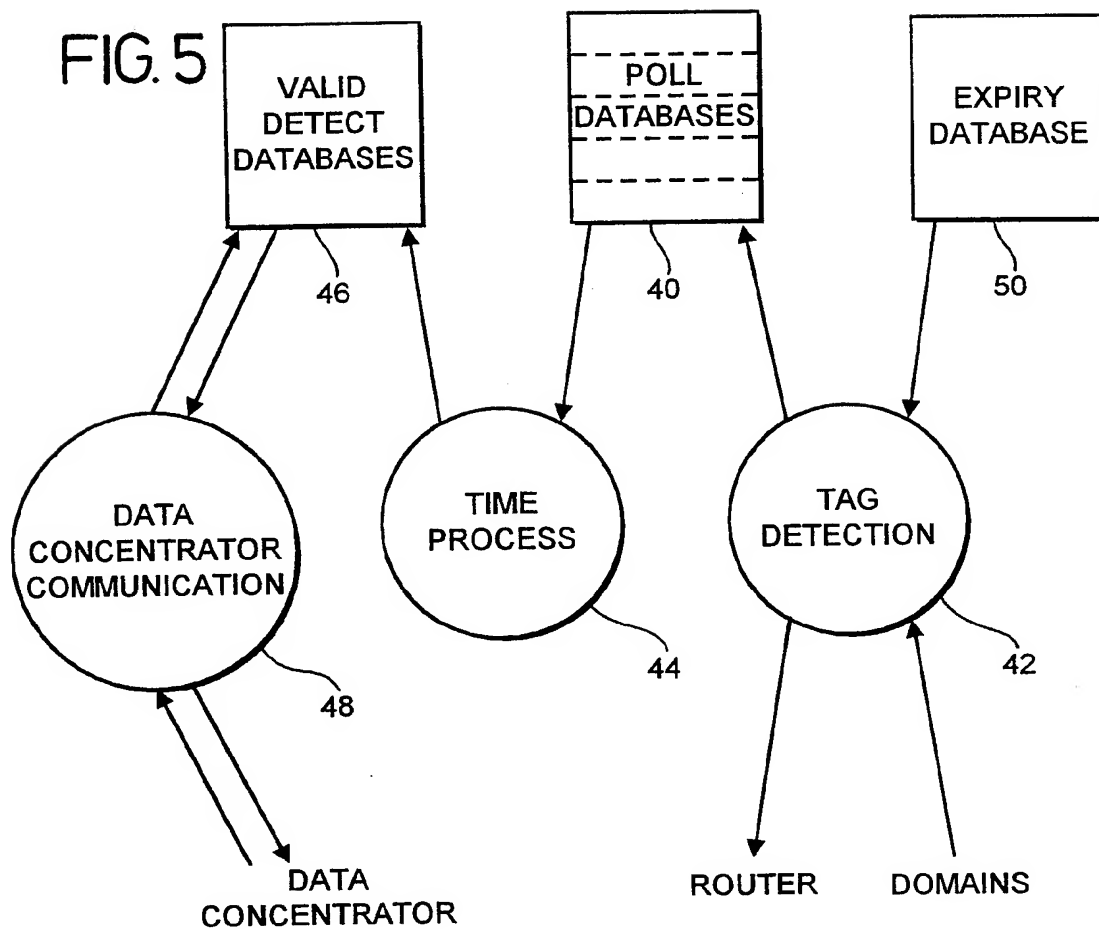 FIG. 5
VALID
DETECT
DATABASES
POLL
DATABASES
EXPIRY
DATABASE
46
40
50
DATA
CONCENTRATOR
COMMUNICATION
TIME
PROCESS
TAG
DETECTION
48
44
42
DATA
CONCENTRATOR
ROUTER
DOMAINS